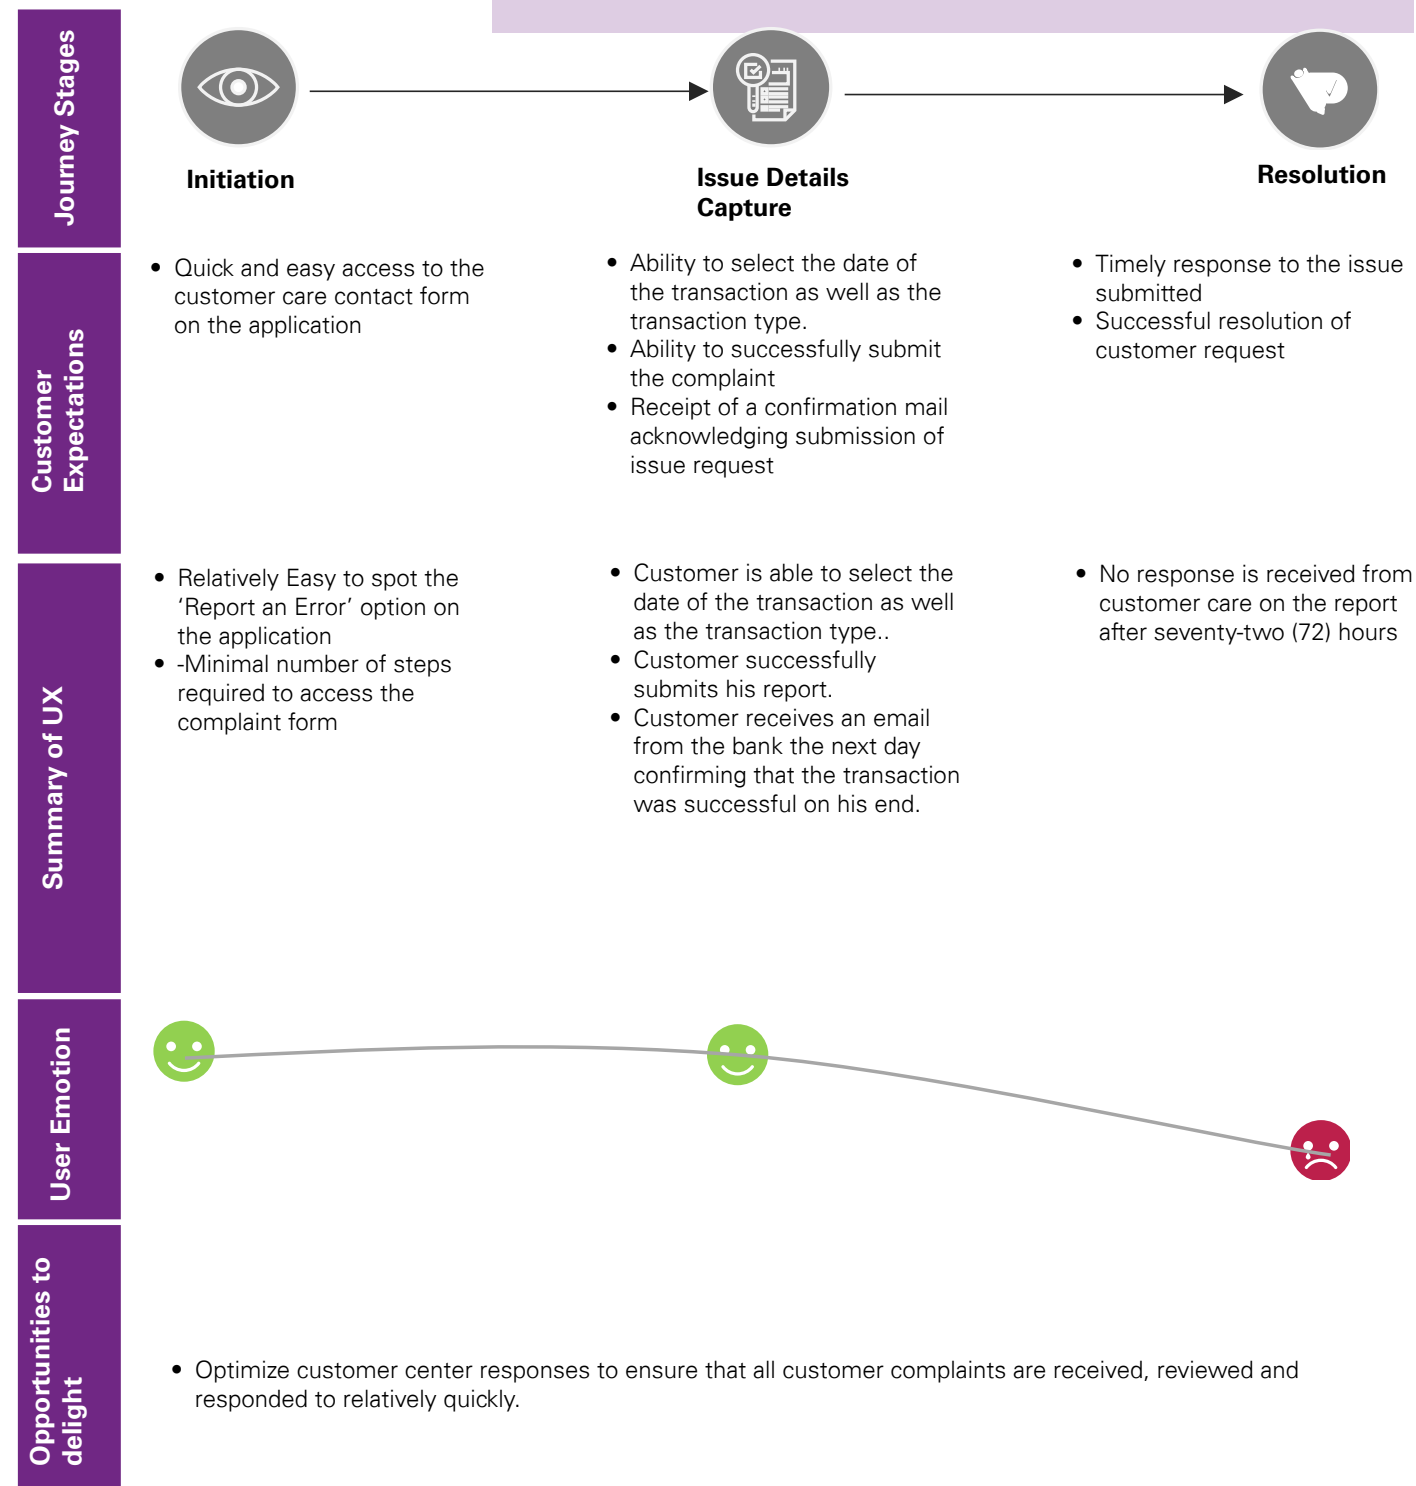 Journey Stages
Initiation
Issue Details
Capture
Resolution
Customer
Expectations
• Quick and easy access to the
customer care contact form
on the application
• Ability to select the date of
the transaction as well as the
transaction type.
• Ability to successfully submit
the complaint
• Receipt of a confirmation mail
acknowledging submission of
issue request
• Timely response to the issue
submitted
• Successful resolution of
customer request
Summary of UX
• Relatively Easy to spot the
‘Report an Error’ option on
the application
• -Minimal number of steps
required to access the
complaint form
• Customer is able to select the
date of the transaction as well
as the transaction type..
• Customer successfully
submits his report.
• Customer receives an email
from the bank the next day
confirming that the transaction
was successful on his end.
• No response is received from
customer care on the report
after seventy-two (72) hours
User Emotion
Opportunities to
delight
• Optimize customer center responses to ensure that all customer complaints are received, reviewed and
responded to relatively quickly.